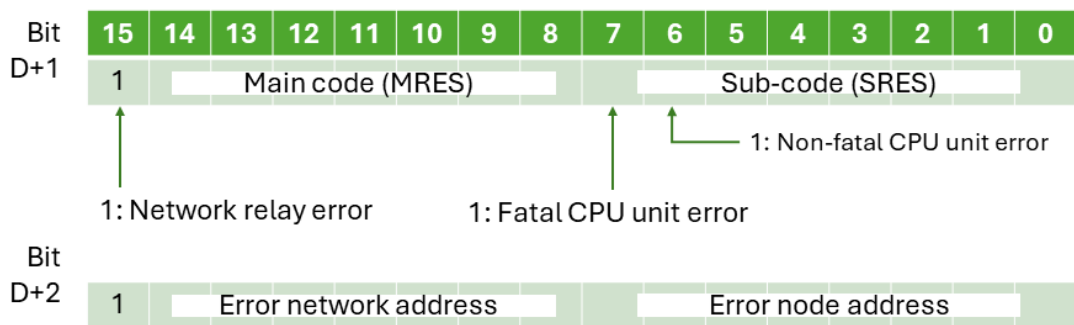 Bit 15 14 13 12 11 10 9 8 7 6 5 4 3 2 1 0
D+1 1 Main code (MRES) Sub-code (SRES)
1: Non-fatal CPU unit error
1: Network relay error 1: Fatal CPU unit error
Bit
D+2 1 Error network address Error node address